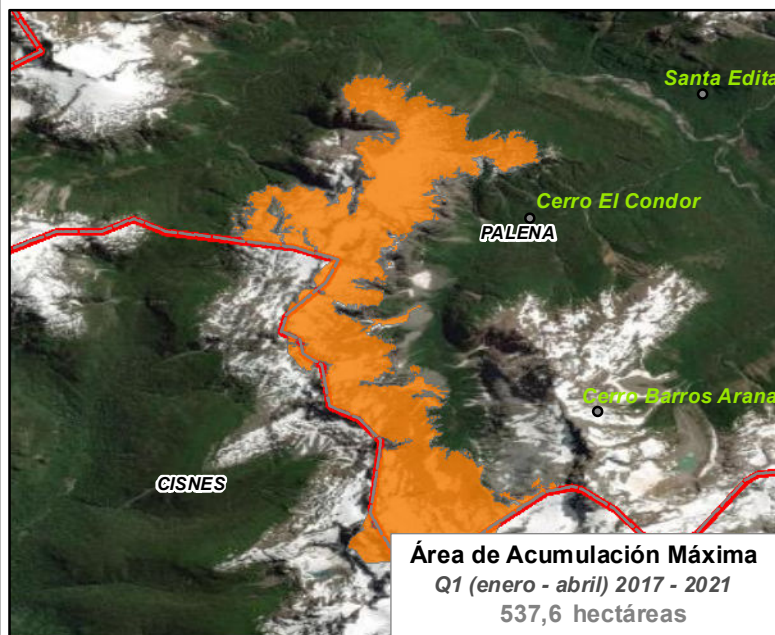 Santa Edita
Cerro El Condor
PALENA
Cerro Barros Arana
CISNES
Área de Acumulación Máxima
Q1 (enero - abril) 2017 - 2021
537,6 hectáreas